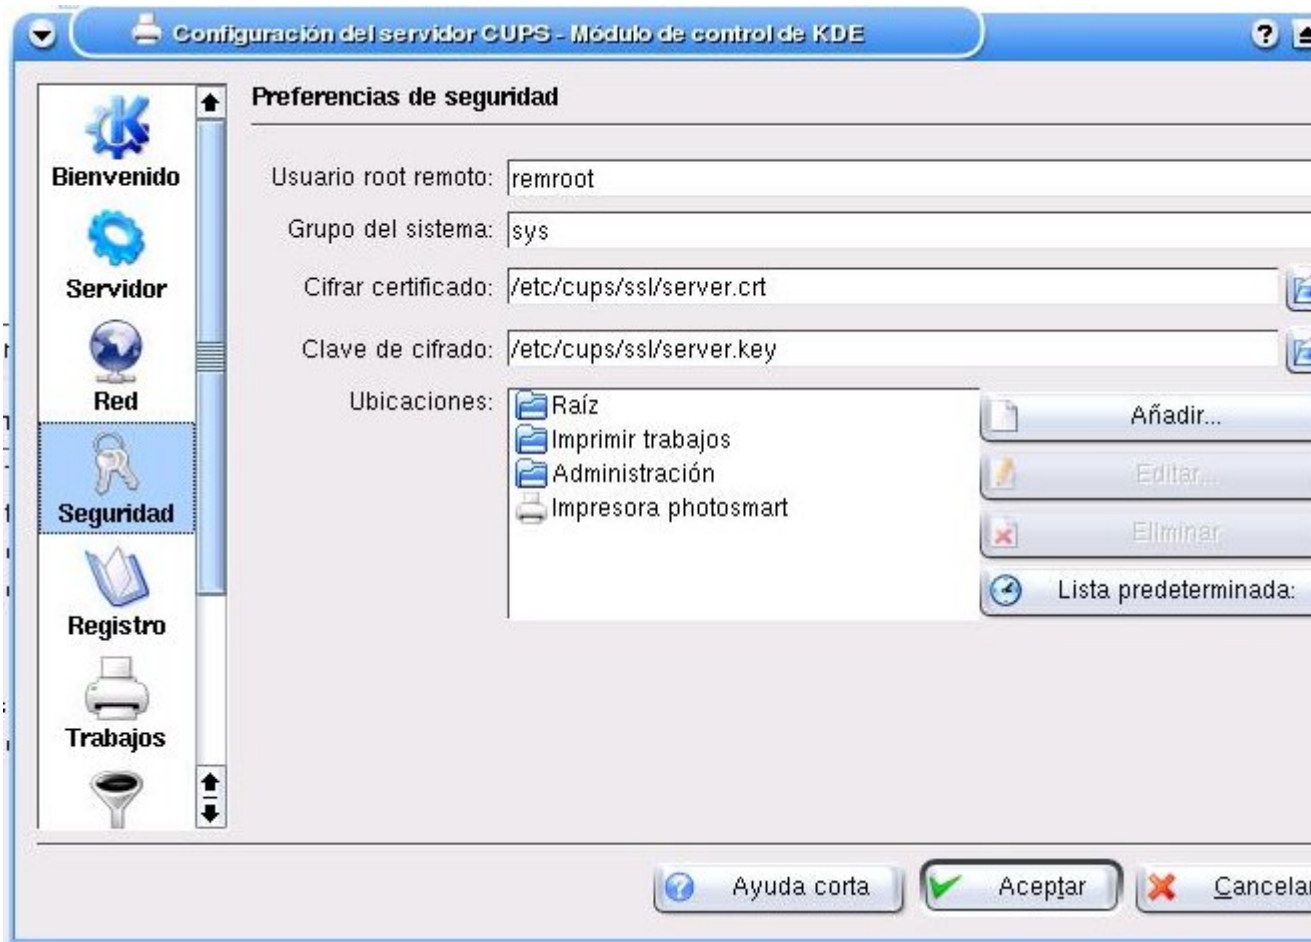 Configuración del servidor CUPS - Módulo de control de KDE
Preferencias de seguridad
Bienvenido
Servidor
Red
Seguridad
Registro
Trabajos
Usuario root remoto: remroot
Grupo del sistema: sys
Cifrar certificado: /etc/cups/ssl/server.crt
Clave de cifrado: /etc/cups/ssl/server.key
Ubicaciones:
Raíz
Imprimir trabajos
Administración
Impresora photosmart
Añadir...
Editar...
Eliminar
Lista predeterminada:
Ayuda corta
Aceptar
Cancelar